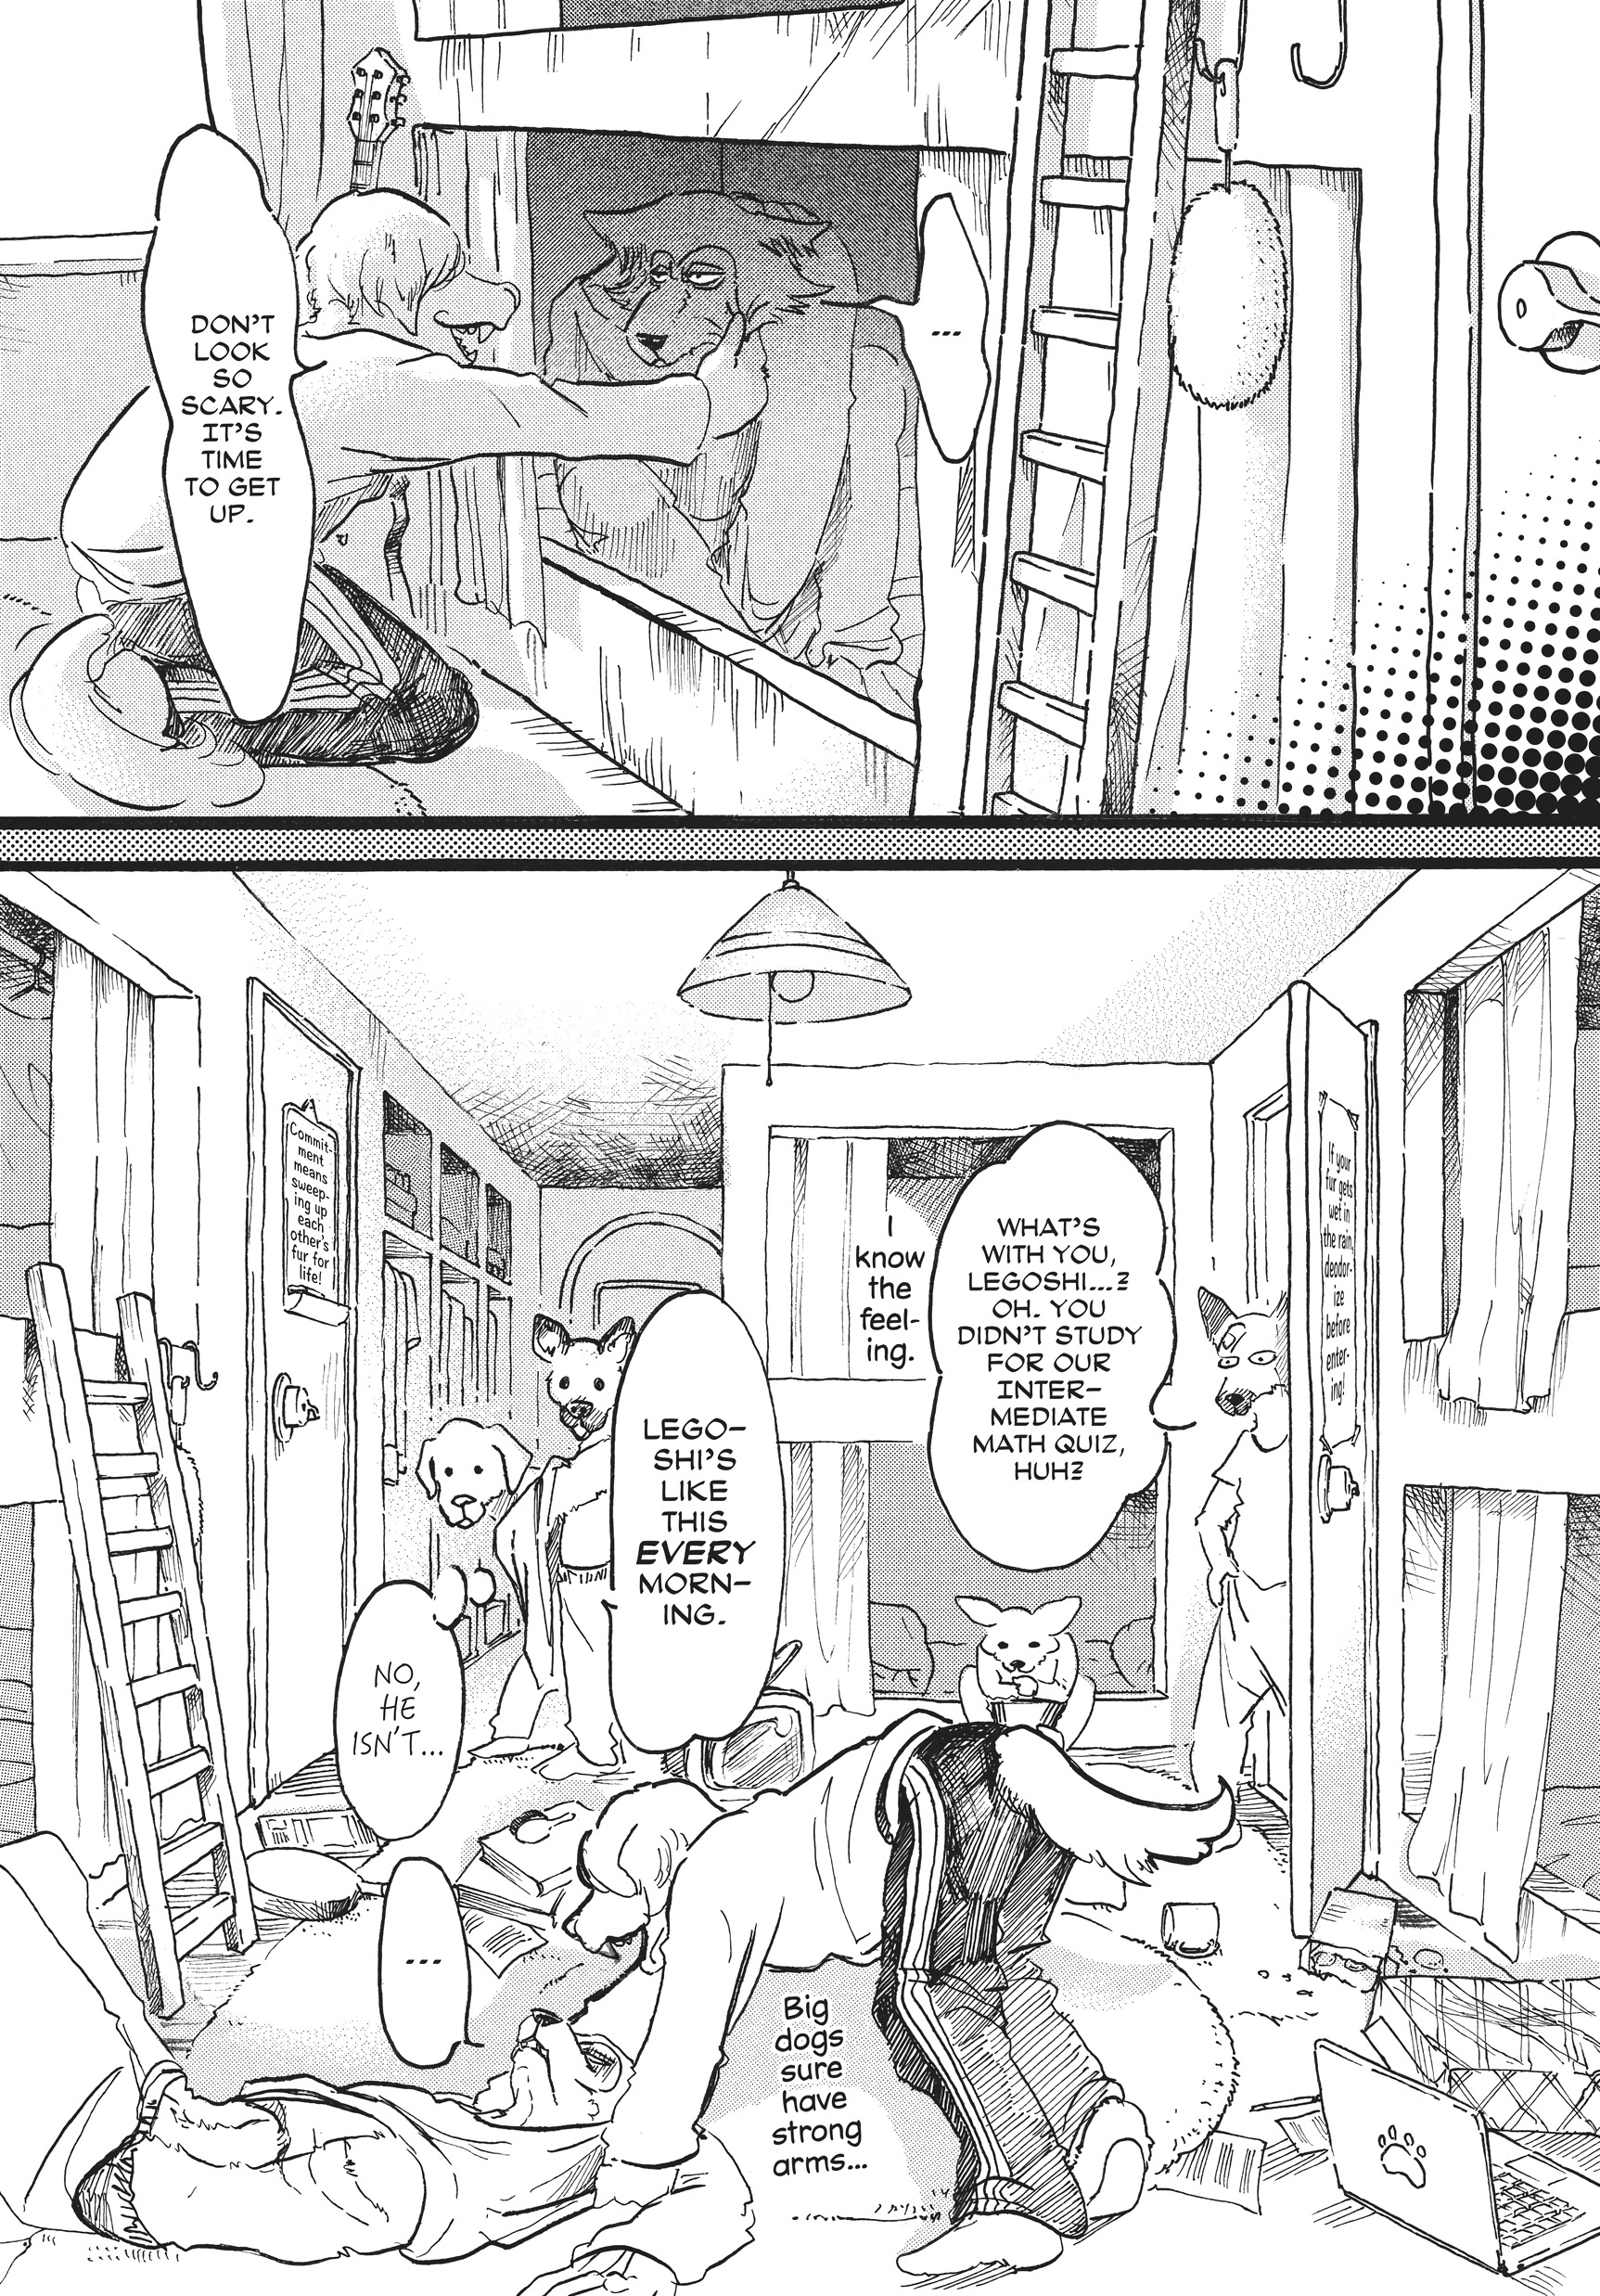 ...
DON'T
LOOK
SO
SCARY.
IT'S
TIME
TO GET
UP.
If your
fur gets
wet in
the rain,
deodor-
ize
before
enter-
ing!
WHAT'S
WITH YOU,
LEGOSHI...?
OH. YOU
DIDN'T STUDY
FOR OUR
INTER-
MEDIATE
MATH QUIZ,
HUH?
I
know
the
feel-
ing.
LEGO-
SHI'S
LIKE
THIS
EVERY
MORN-
ING.
Commit-
ment
means
sweep-
ing up
each
other's
fur for
life!
NO,
HE
ISN'T...
...
Big
dogs
sure
have
strong
arms...